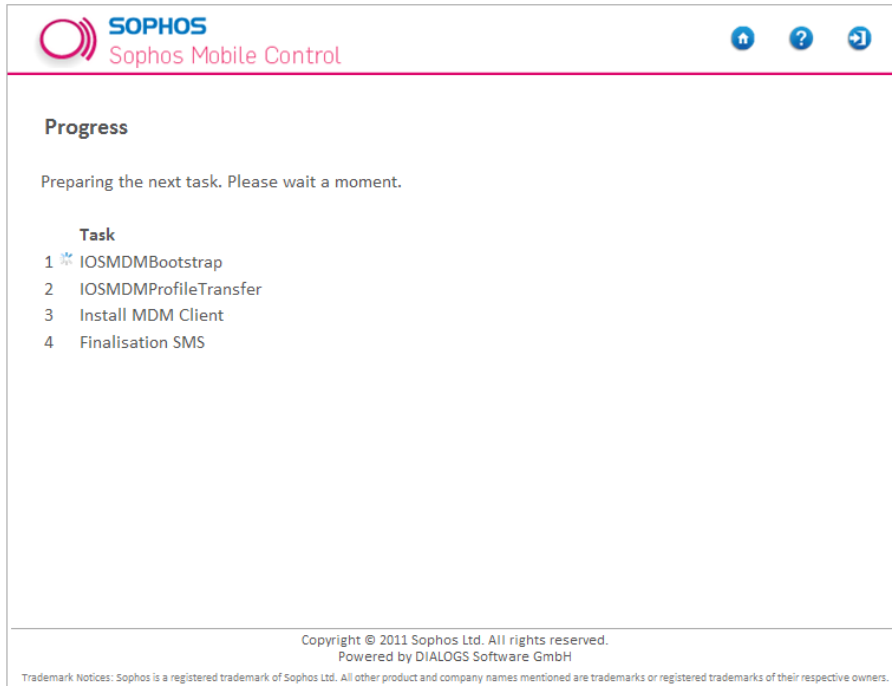 SOPHOS
Sophos Mobile Control
?
Progress
Preparing the next task. Please wait a moment.
Task
1 IOSMDMBootstrap
2 IOSMDMProfileTransfer
3 Install MDM Client
4 Finalisation SMS
Copyright © 2011 Sophos Ltd. All rights reserved.
Powered by DIALOGS Software GmbH
Trademark Notices: Sophos is a registered trademark of Sophos Ltd. All other product and company names mentioned are trademarks or registered trademarks of their respective owners.